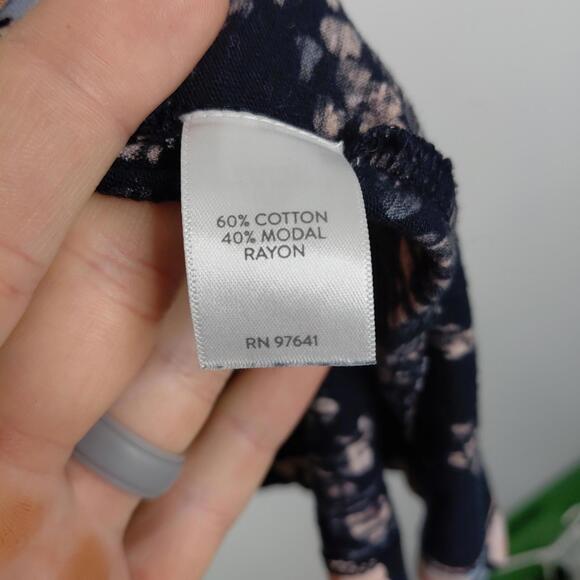 60% COTTON
40% MODAL
RAYON
RN 97641